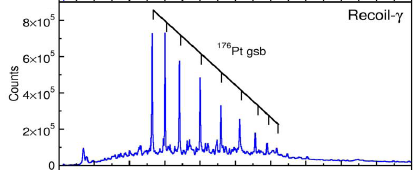 Recoil-γ
8×10⁵
¹⁷⁶Pt gsb
6×10⁵
4×10⁵
2×10⁵
0
Counts